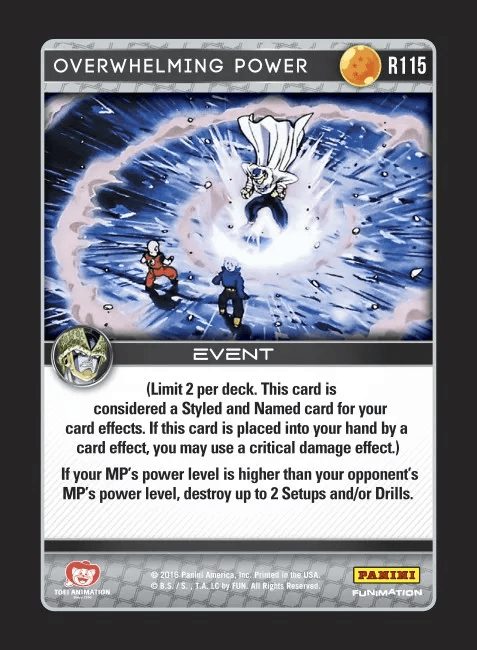 OVERWHELMING POWER R115
EVENT
(Limit 2 per deck. This card is
considered a Styled and Named card for your
card effects. If this card is placed into your hand by a
card effect, you may use a critical damage effect.)
If your MP's power level is higher than your opponent's
MP's power level, destroy up to 2 Setups and/or Drills.
© 2016 Panini America, Inc. Printed in the USA.
© B.S. / S. , T.A. LC by FUN. All Rights Reserved.
TOEI ANIMATION
PANINI
FUNIMATION